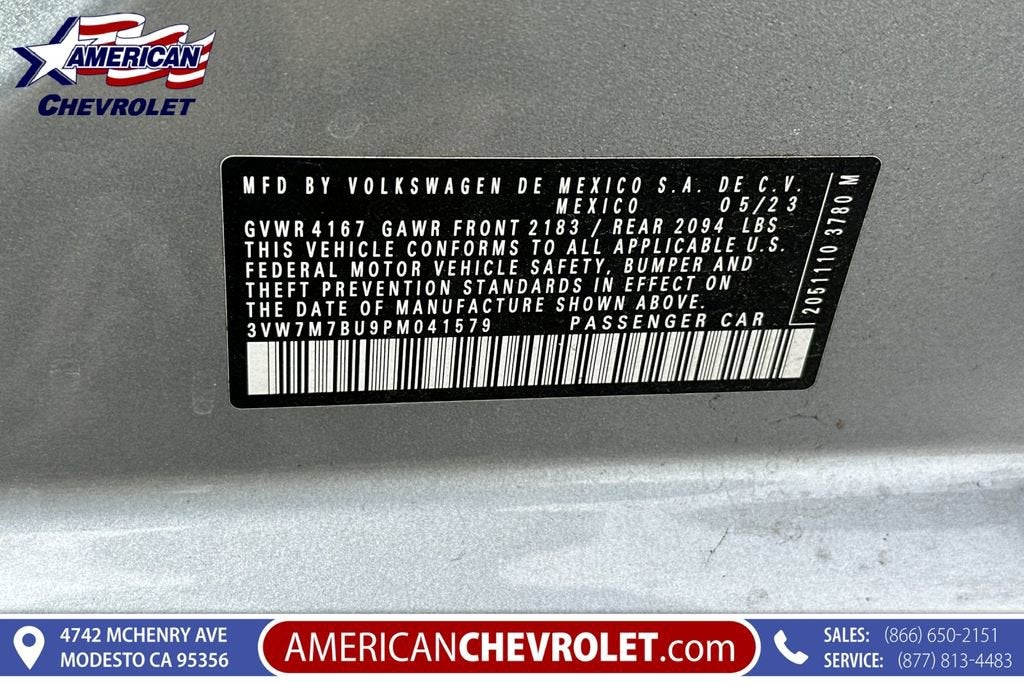 AMERICAN
CHEVROLET
MFD BY VOLKSWAGEN DE MEXICO S.A. DE C.V.
MEXICO 05/23
GVWR 4167 GAWR FRONT 2183 / REAR 2094 LBS
THIS VEHICLE CONFORMS TO ALL APPLICABLE U.S.
FEDERAL MOTOR VEHICLE SAFETY, BUMPER AND
THEFT PREVENTION STANDARDS IN EFFECT ON
THE DATE OF MANUFACTURE SHOWN ABOVE.
3VW7M7BU9PM041579 PASSENGER CAR
2051110 3780 M
4742 MCHENRY AVE
MODESTO CA 95356
AMERICANCHEVROLET.com
SALES: (866) 650-2151
SERVICE: (877) 813-4483